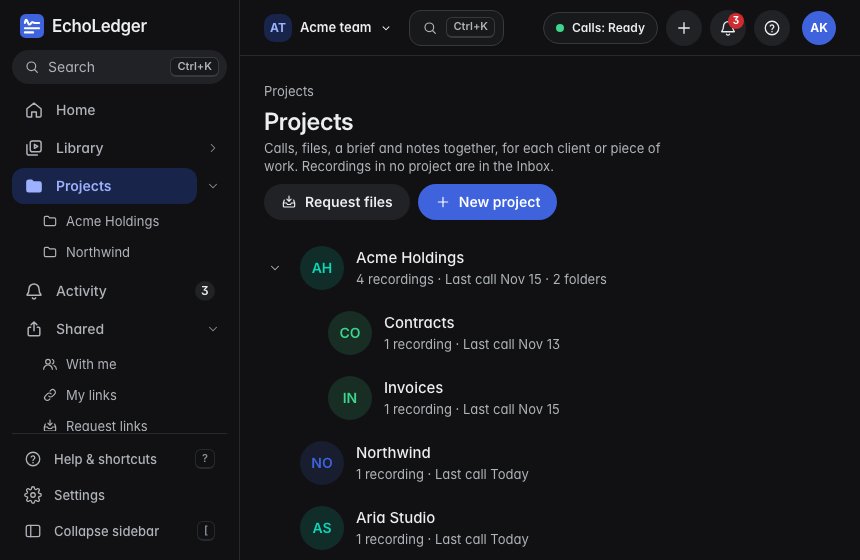 EchoLedger
Search Ctrl+K
Home
Library
Projects
Acme Holdings
Northwind
Activity 3
Shared
With me
My links
Request links
Help & shortcuts ?
Settings
Collapse sidebar [
AT Acme team Ctrl+K Calls: Ready 3 AK
Projects
Projects
Calls, files, a brief and notes together, for each client or piece of
work. Recordings in no project are in the Inbox.
Request files New project
AH Acme Holdings
4 recordings · Last call Nov 15 · 2 folders
CO Contracts
1 recording · Last call Nov 13
IN Invoices
1 recording · Last call Nov 15
NO Northwind
1 recording · Last call Today
AS Aria Studio
1 recording · Last call Today